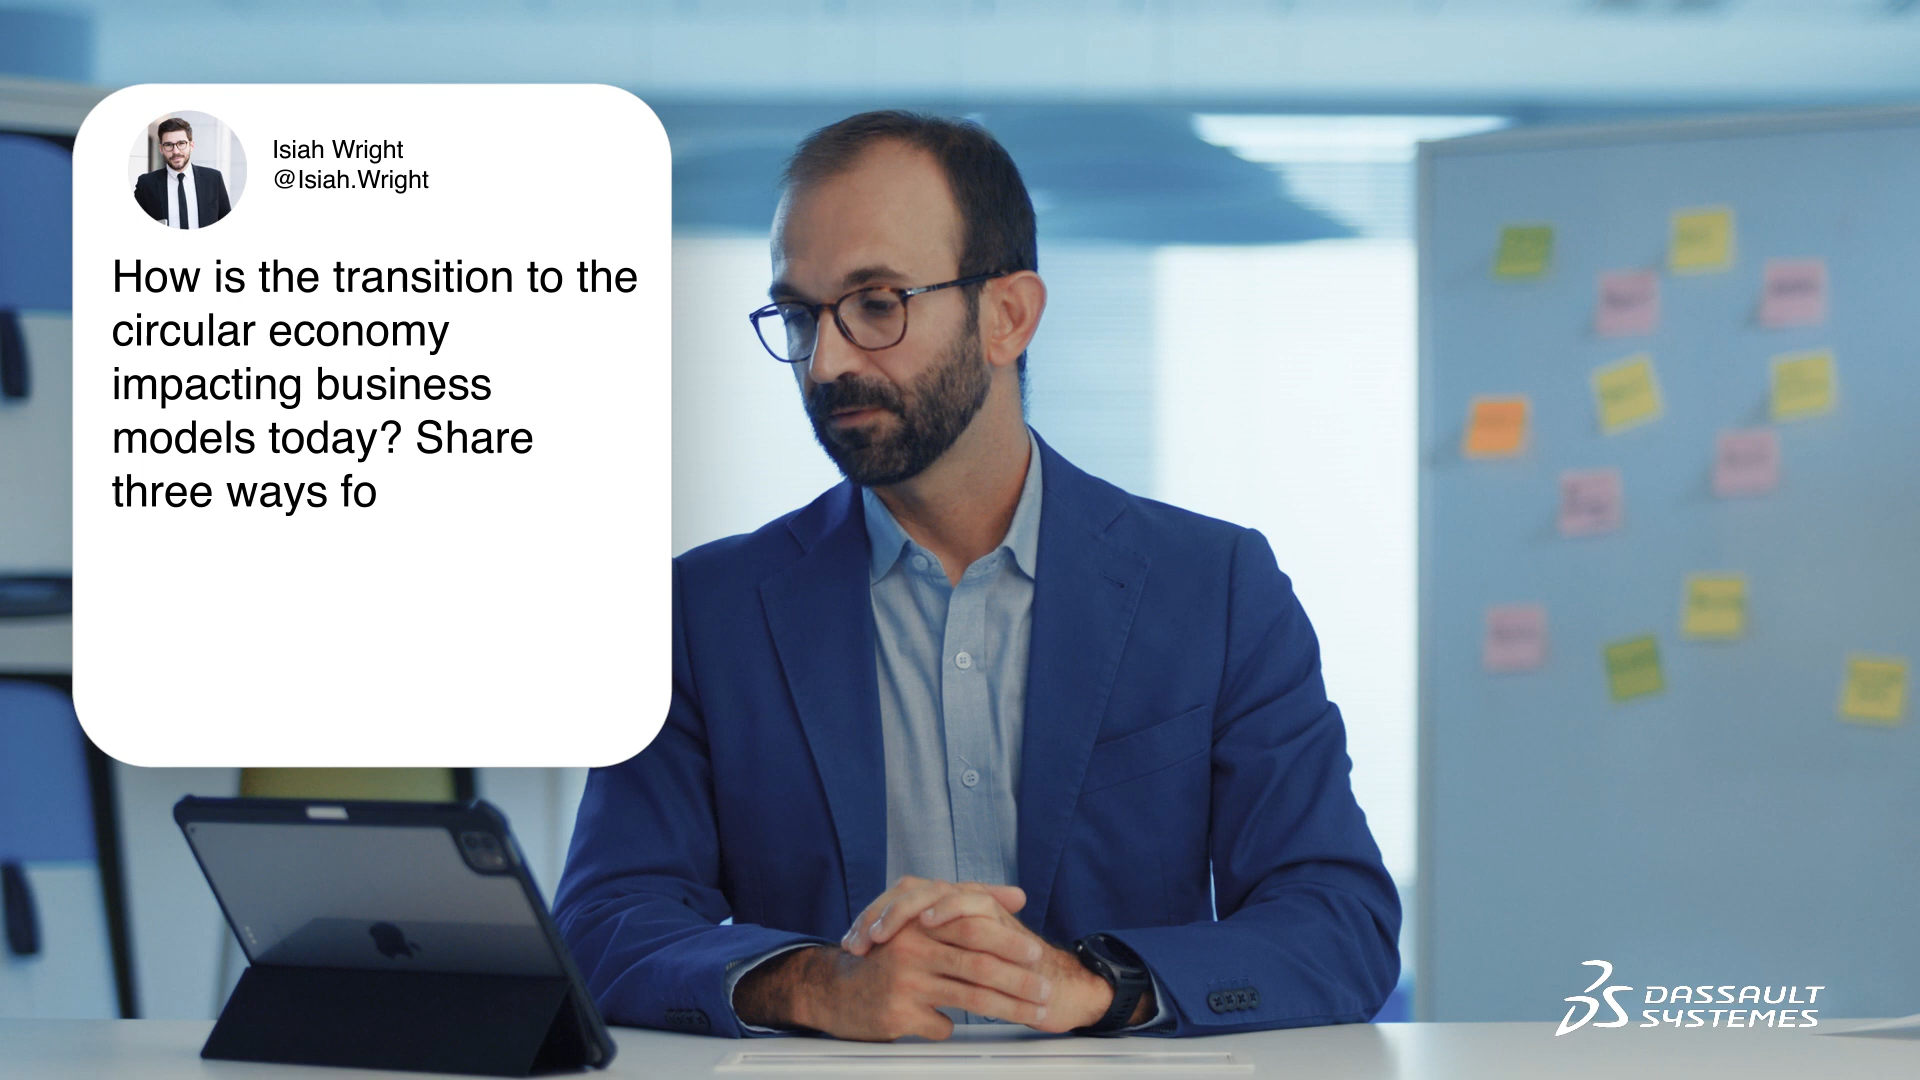 Isiah Wright
@Isiah.Wright
How is the transition to the
circular economy
impacting business
models today? Share
three ways fo
DASSAULT
SYSTEMES